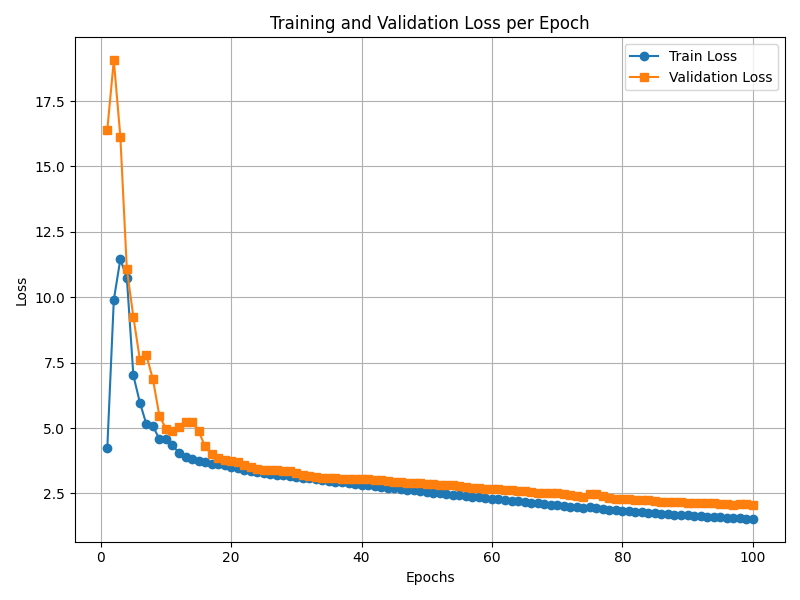 Training and Validation Loss per Epoch
Train Loss
Validation Loss
17.5
15.0
12.5
10.0
7.5
5.0
2.5
Loss
0 20 40 60 80 100
Epochs